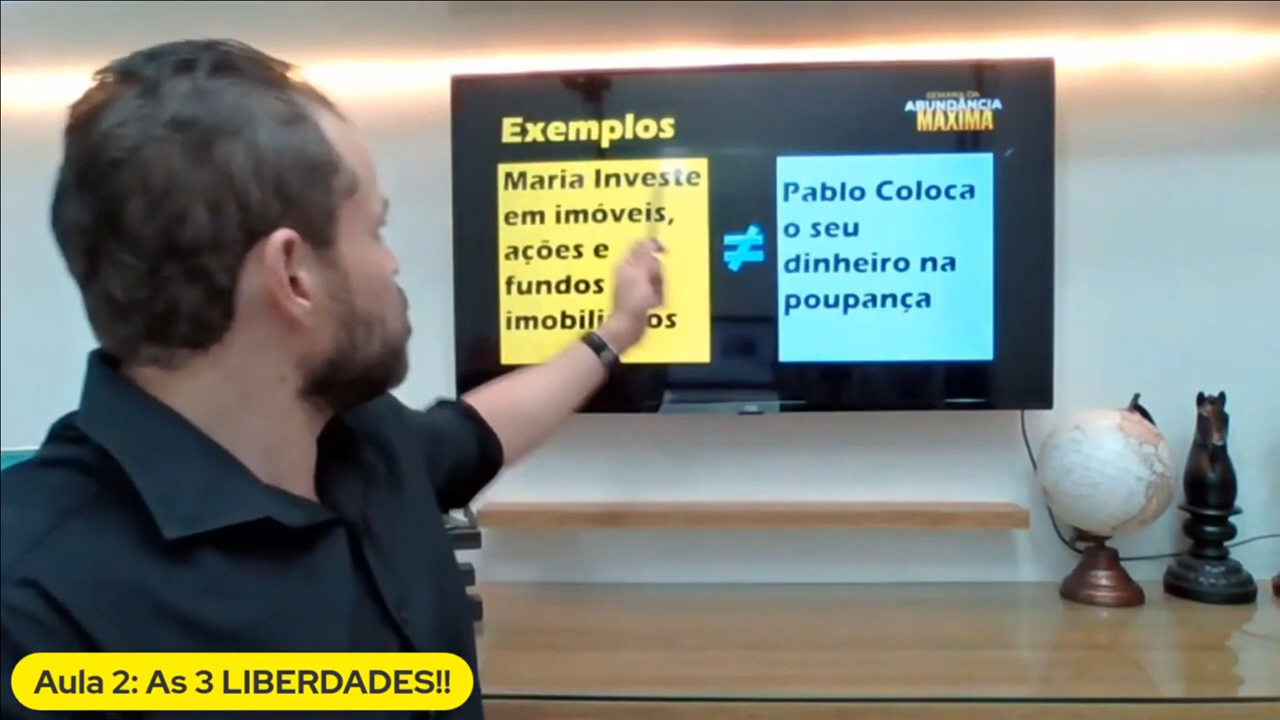 SEMANA DA
ABUNDÂNCIA
MÁXIMA
Exemplos
Maria Investe
em imóveis,
ações e
fundos
imobiliários
≠
Pablo Coloca
o seu
dinheiro na
poupança
Aula 2: As 3 LIBERDADES!!